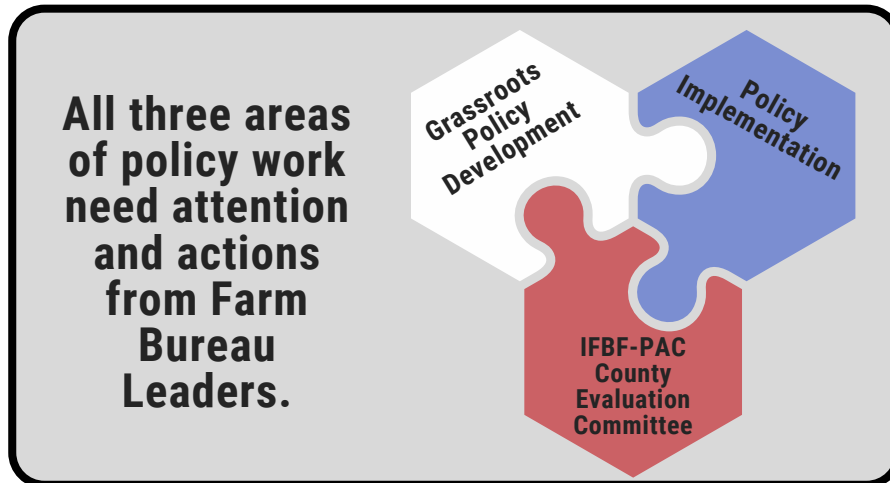 All three areas
of policy work
need attention
and actions
from Farm
Bureau
Leaders.
Grassroots
Policy
Development
Policy
Implementation
IFBF-PAC
County
Evaluation
Committee